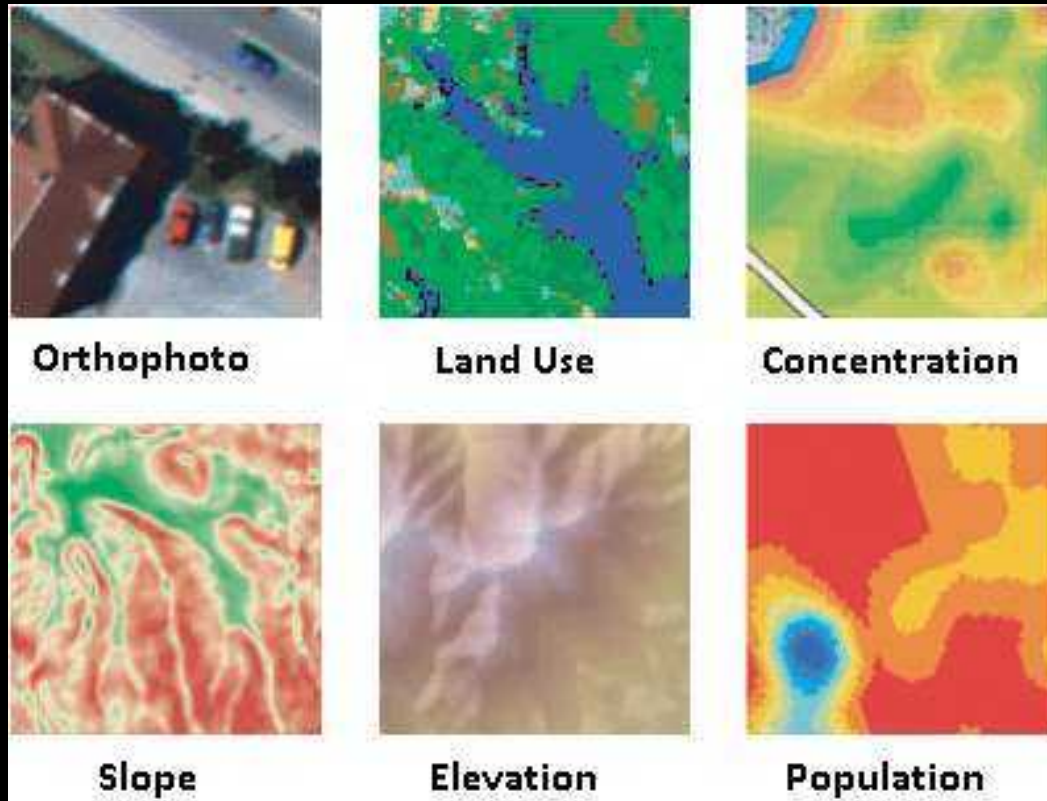 Orthophoto
Land Use
Concentration
Slope
Elevation
Population